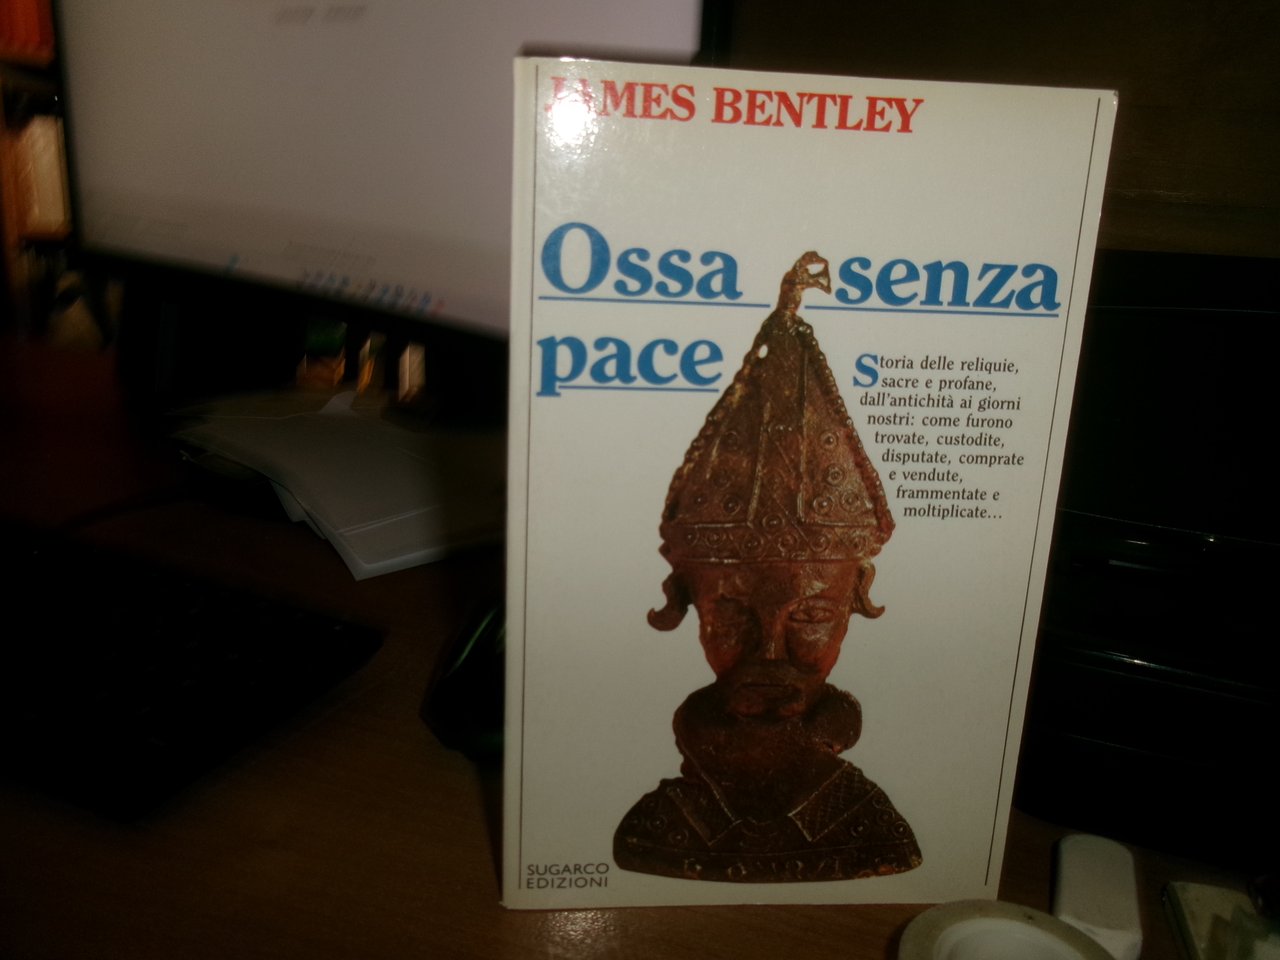 JAMES BENTLEY
Ossa senza
pace
Storia delle reliquie,
sacre e profane,
dall'antichità ai giorni
nostri: come furono
trovate, custodite,
disputate, comprate
e vendute,
frammentate e
moltiplicate...
SUGARCO
EDIZIONI